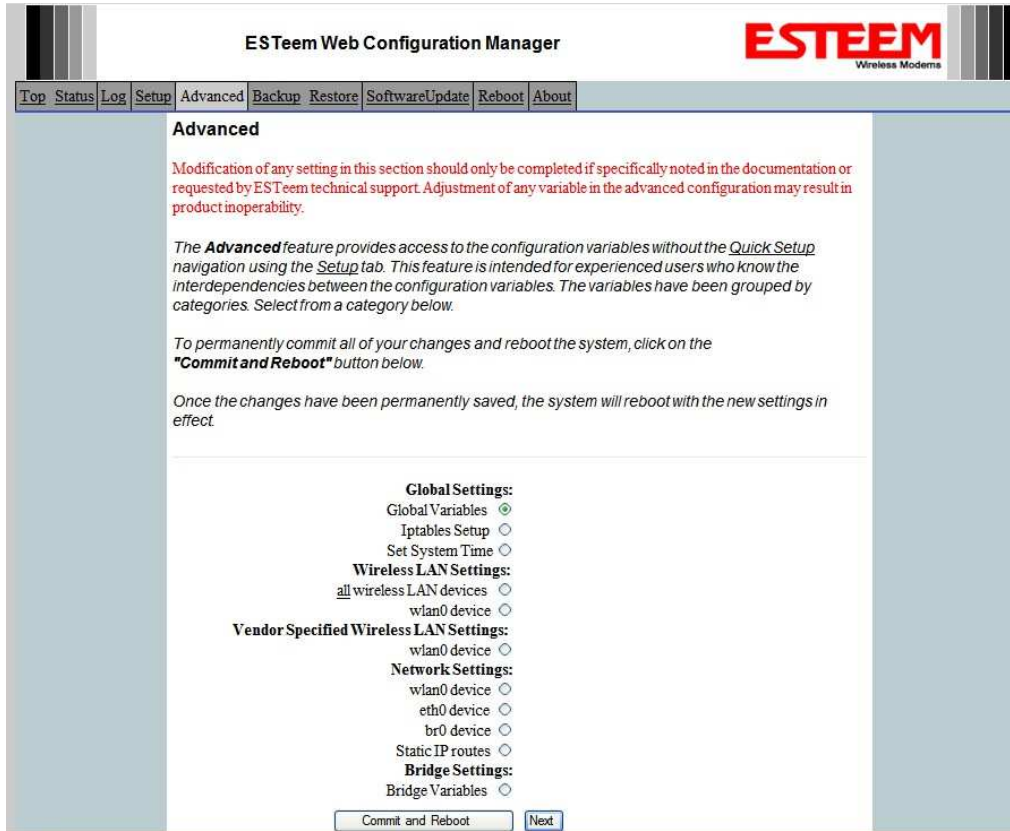 ESTeem Web Configuration Manager
ESTEEM
Wireless Modems
Top Status Log Setup Advanced Backup Restore SoftwareUpdate Reboot About
Advanced
Modification of any setting in this section should only be completed if specifically noted in the documentation or
requested by ESTeem technical support. Adjustment of any variable in the advanced configuration may result in
product inoperability.
The Advanced feature provides access to the configuration variables without the Quick Setup
navigation using the Setup tab. This feature is intended for experienced users who know the
interdependencies between the configuration variables. The variables have been grouped by
categories. Select from a category below.
To permanently commit all of your changes and reboot the system, click on the
"Commit and Reboot" button below.
Once the changes have been permanently saved, the system will reboot with the new settings in
effect.
Global Settings:
Global Variables
Iptables Setup
Set System Time
Wireless LAN Settings:
all wireless LAN devices
wlan0 device
Vendor Specified Wireless LAN Settings:
wlan0 device
Network Settings:
wlan0 device
eth0 device
br0 device
Static IP routes
Bridge Settings:
Bridge Variables
Commit and Reboot Next